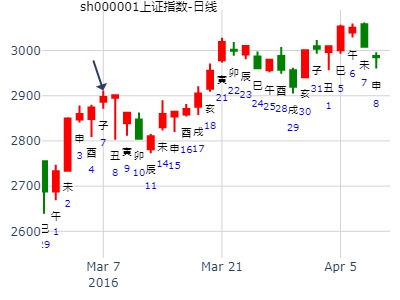 sh000001上证指数-日线
3000
2900
2800
2700
2600
巳 29
午 1
未 2
申 3
酉 4
子 7
丑 8
寅 9
卯 10
辰 11
未 14
申 15
酉 16
戌 17
亥 18
寅 21
卯 22
辰 23
巳 24
午 25
酉 28
戌 29
亥 30
子 31
丑 1
巳 5
午 6
未 7
申 8
Mar 7
2016
Mar 21
Apr 5